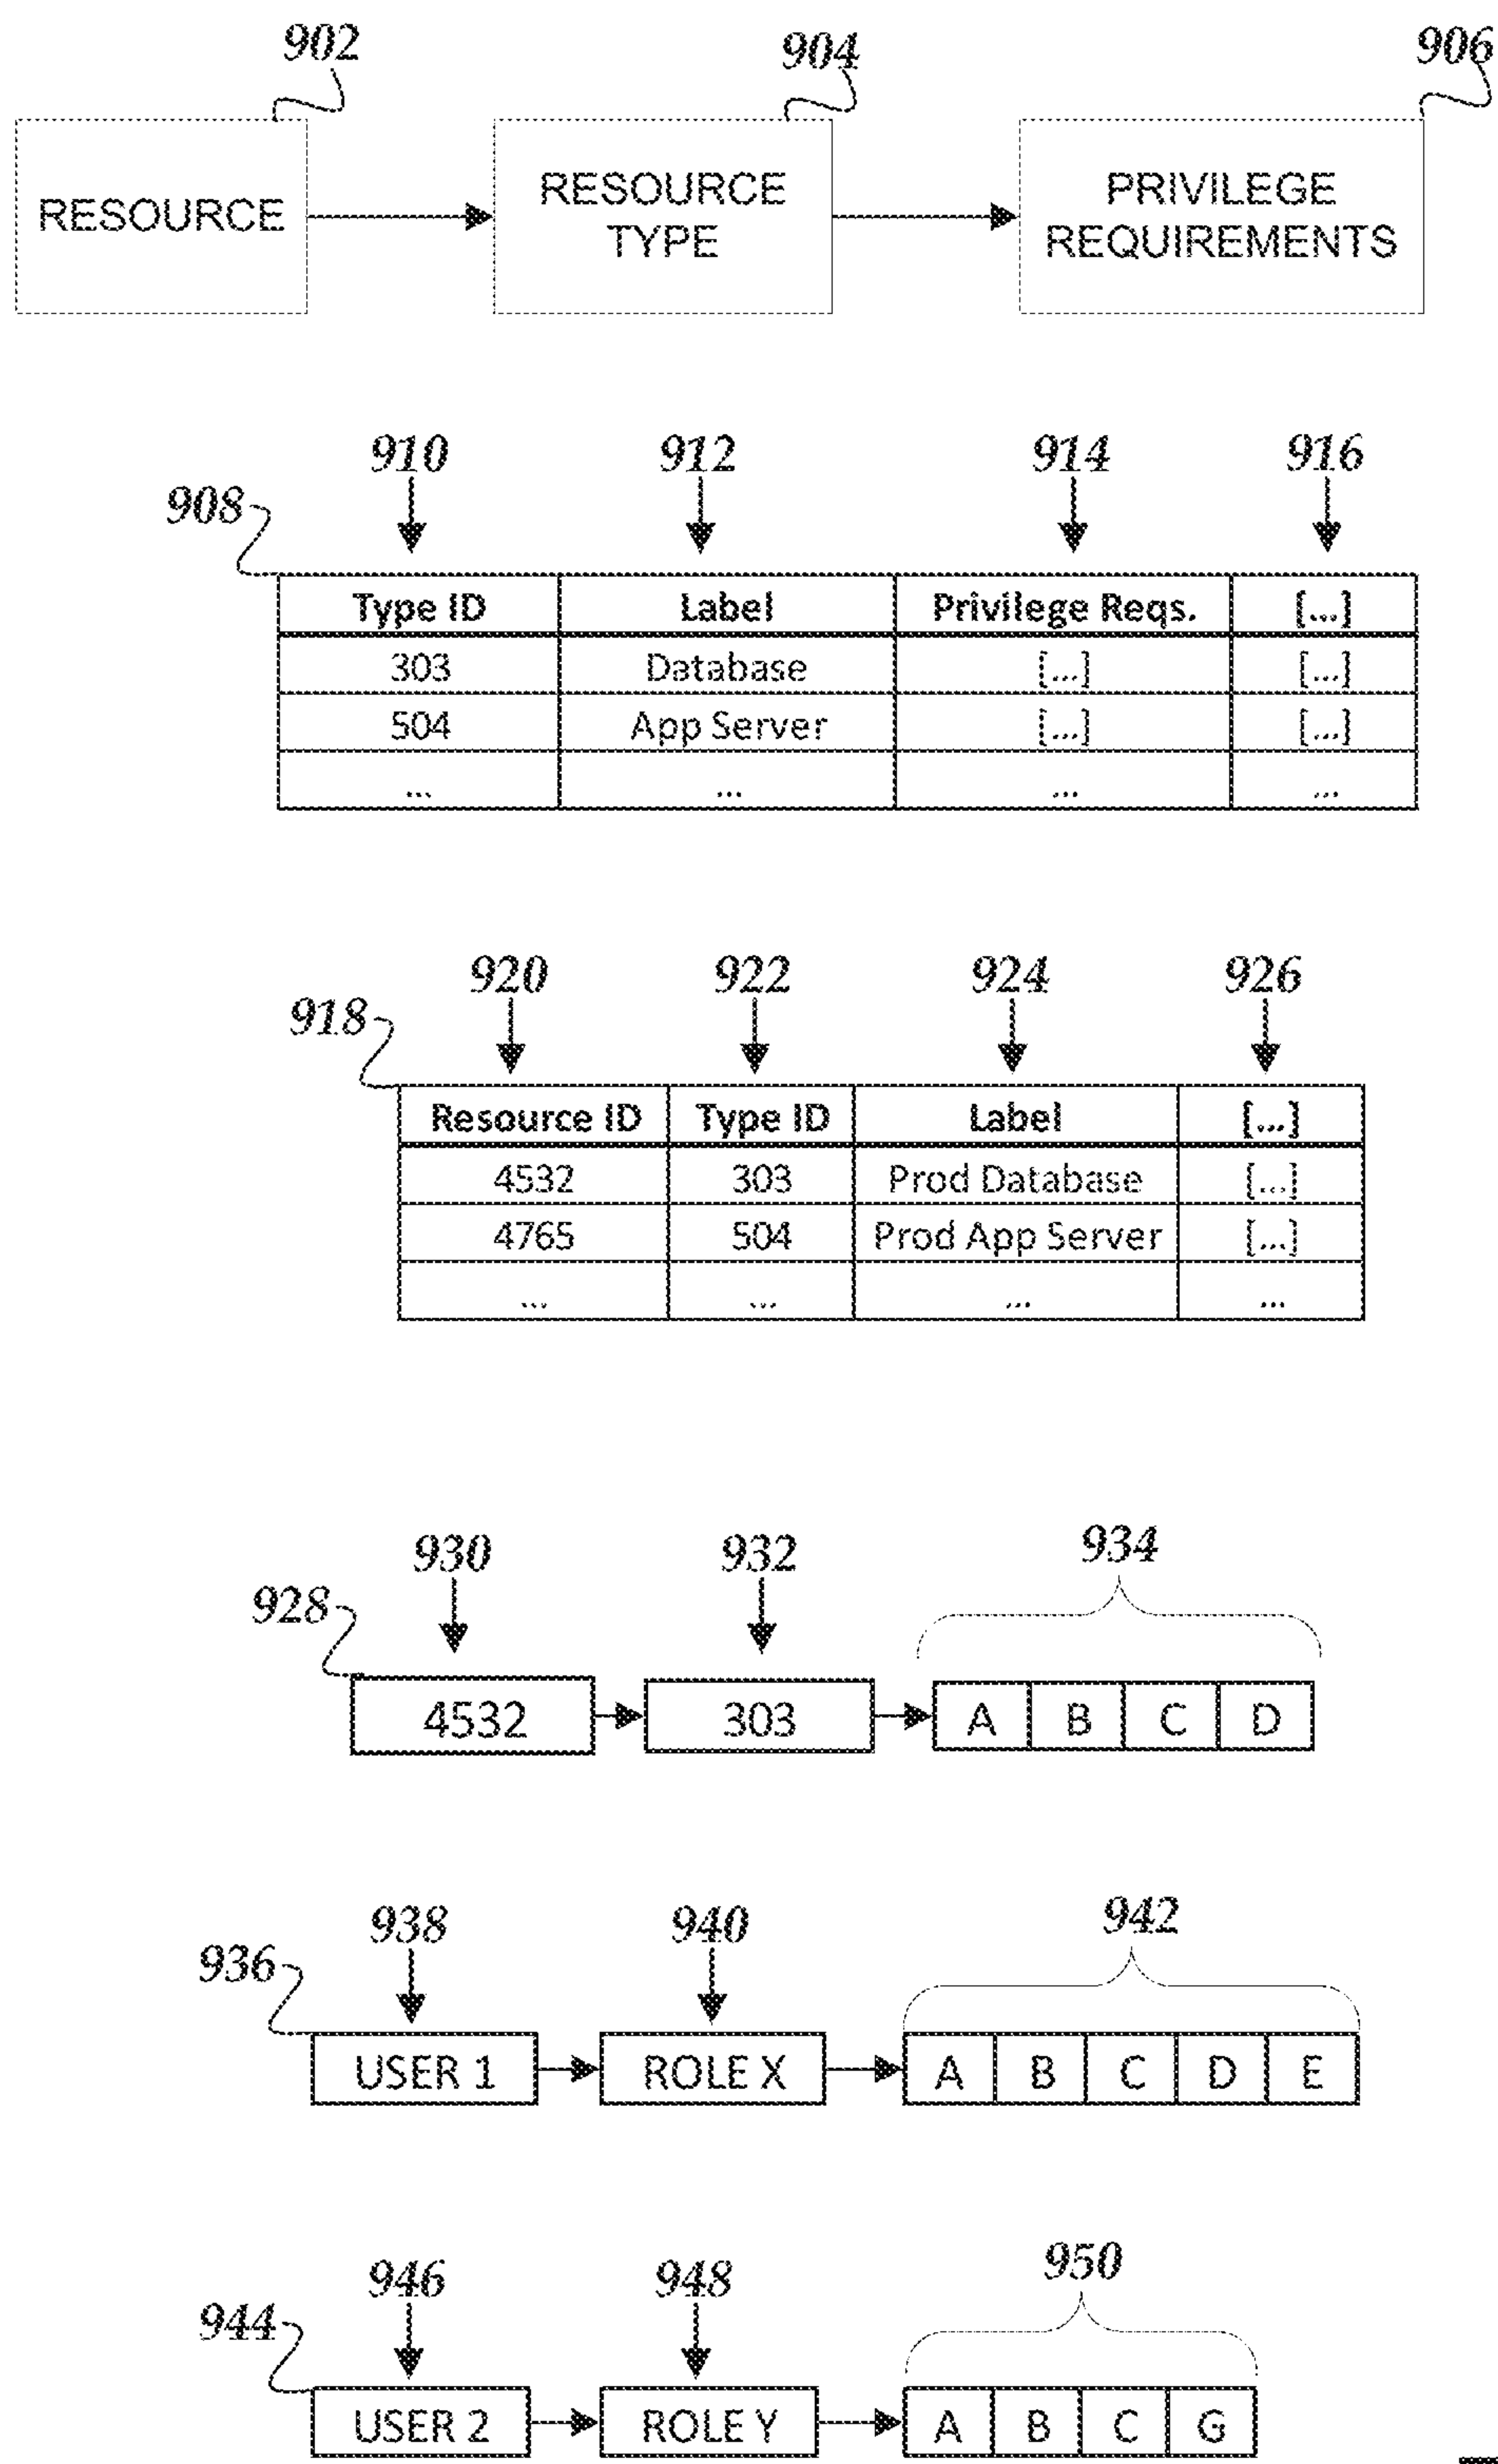 902 904 906
RESOURCE
RESOURCE
TYPE
PRIVILEGE
REQUIREMENTS
910 912 914 916
908
Type ID Label Privilege Reqs. [...]
303 Database [...] [...]
504 App Server [...] [...]
... ... ... ...
920 922 924 926
918
Resource ID Type ID Label [...]
4532 303 Prod Database [...]
4765 504 Prod App Server [...]
... ... ... ...
930 932 934
928
4532 303 A B C D
938 940 942
936
USER 1 ROLE X A B C D E
946 948 950
944
USER 2 ROLE Y A B C G